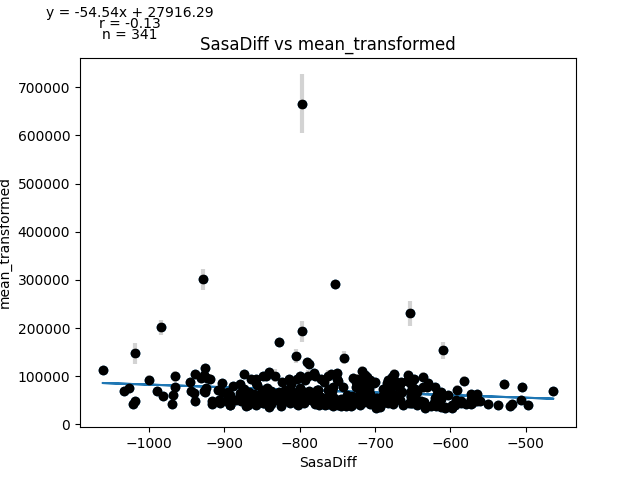 y = -54.54x + 27916.29
r = -0.13
n = 341
SasaDiff vs mean_transformed
700000
600000
500000
400000
300000
200000
100000
0
mean_transformed
−1000 −900 −800 −700 −600 −500
SasaDiff